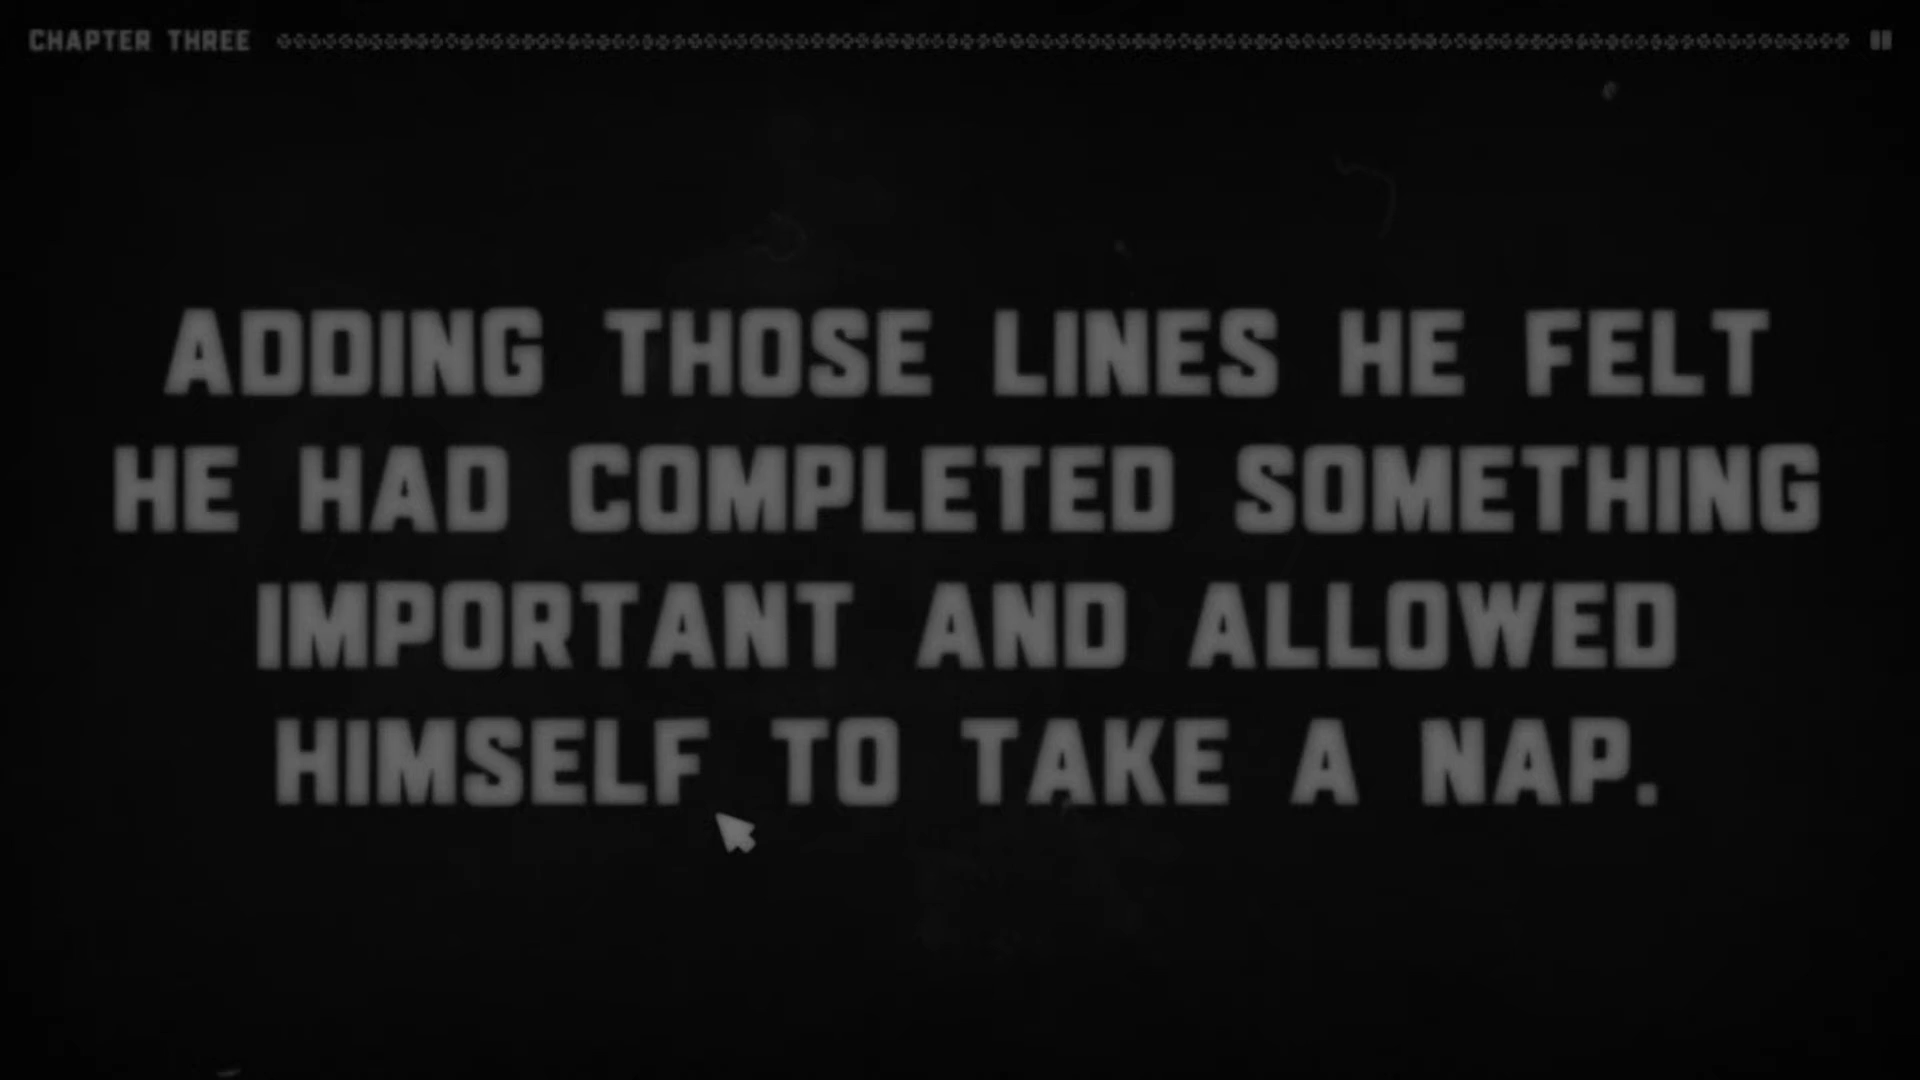 CHAPTER THREE
ADDING THOSE LINES HE FELT
HE HAD COMPLETED SOMETHING
IMPORTANT AND ALLOWED
HIMSELF TO TAKE A NAP.